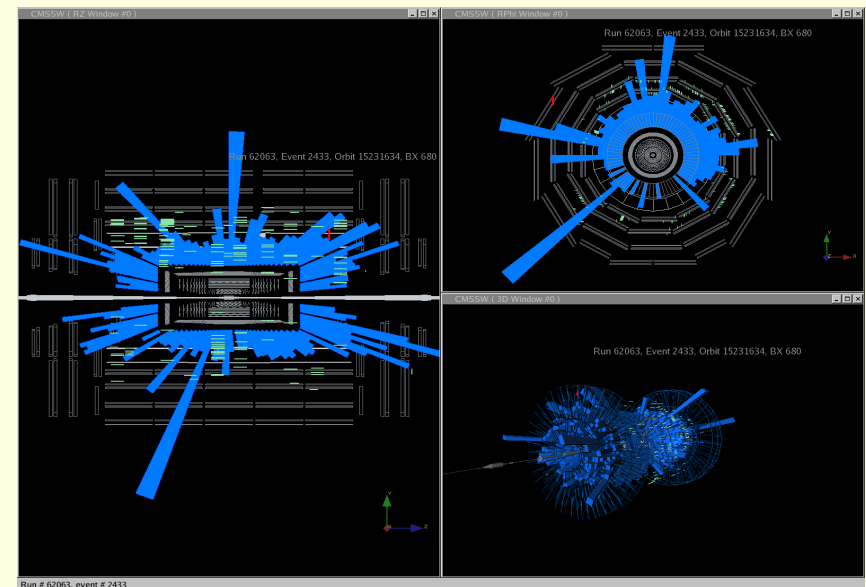 CMSSW ( RZ Window #0 )
Run 62063, Event 2433, Orbit 15231634, BX 680
Y
Z
CMSSW ( RPhi Window #0 )
Run 62063, Event 2433, Orbit 15231634, BX 680
Y
CMSSW ( 3D Window #0 )
Run 62063, Event 2433, Orbit 15231634, BX 680
Run # 62063, event # 2433